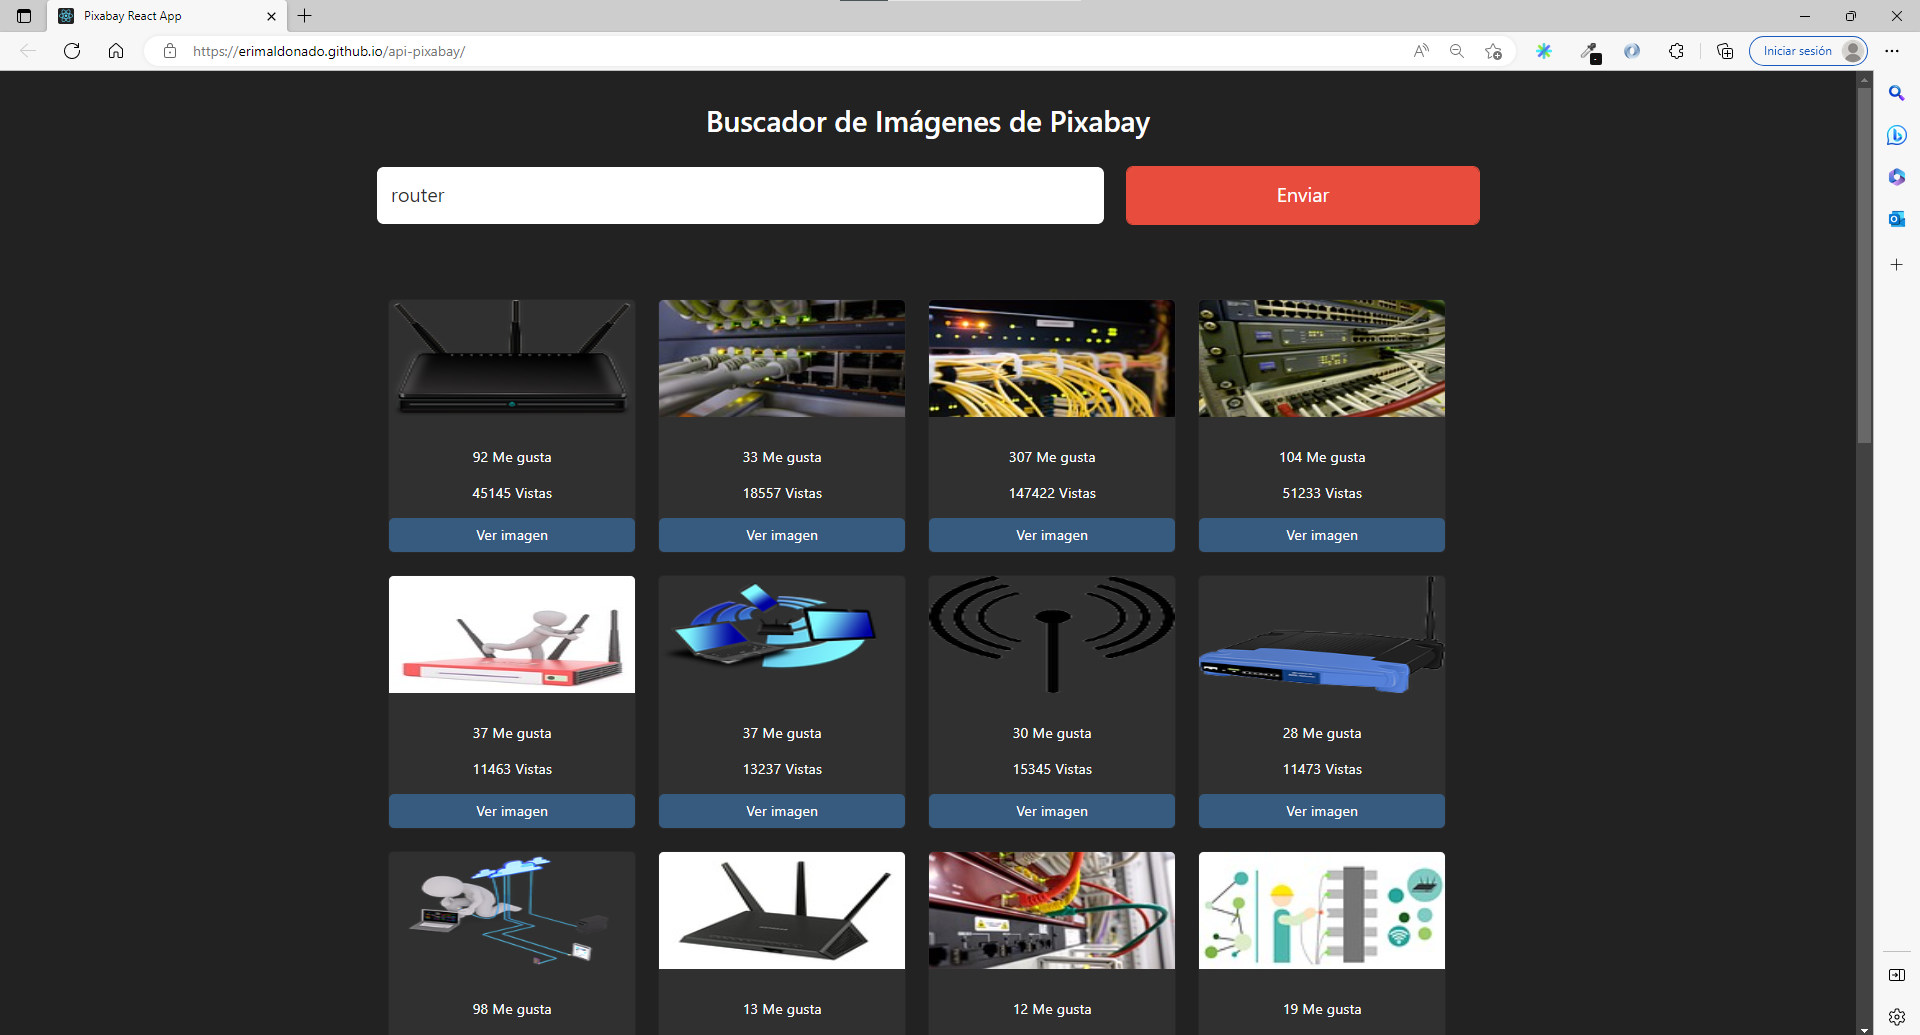 Pixabay React App
https://erimaldonado.github.io/api-pixabay/
Iniciar sesión
Buscador de Imágenes de Pixabay
router
Enviar
92 Me gusta
45145 Vistas
Ver imagen
33 Me gusta
18557 Vistas
Ver imagen
307 Me gusta
147422 Vistas
Ver imagen
104 Me gusta
51233 Vistas
Ver imagen
37 Me gusta
11463 Vistas
Ver imagen
37 Me gusta
13237 Vistas
Ver imagen
30 Me gusta
15345 Vistas
Ver imagen
28 Me gusta
11473 Vistas
Ver imagen
98 Me gusta
13 Me gusta
12 Me gusta
19 Me gusta